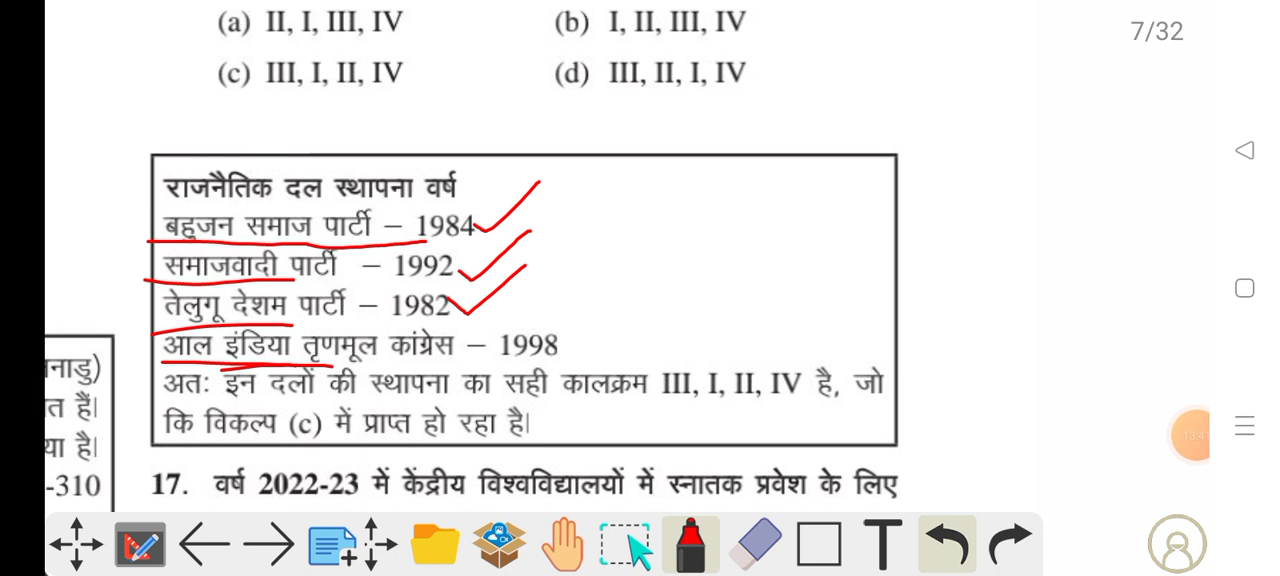 (a) II, I, III, IV (b) I, II, III, IV
7/32
(c) III, I, II, IV (d) III, II, I, IV
राजनैतिक दल स्थापना वर्ष
बहुजन समाज पार्टी – 1984
समाजवादी पार्टी – 1992
तेलुगू देशम पार्टी – 1982
आल इंडिया तृणमूल कांग्रेस – 1998
अतः इन दलों की स्थापना का सही कालक्रम III, I, II, IV है, जो
कि विकल्प (c) में प्राप्त हो रहा है।
नाडु)
त हैं।
या है।
-310
17. वर्ष 2022-23 में केंद्रीय विश्वविद्यालयों में स्नातक प्रवेश के लिए
T